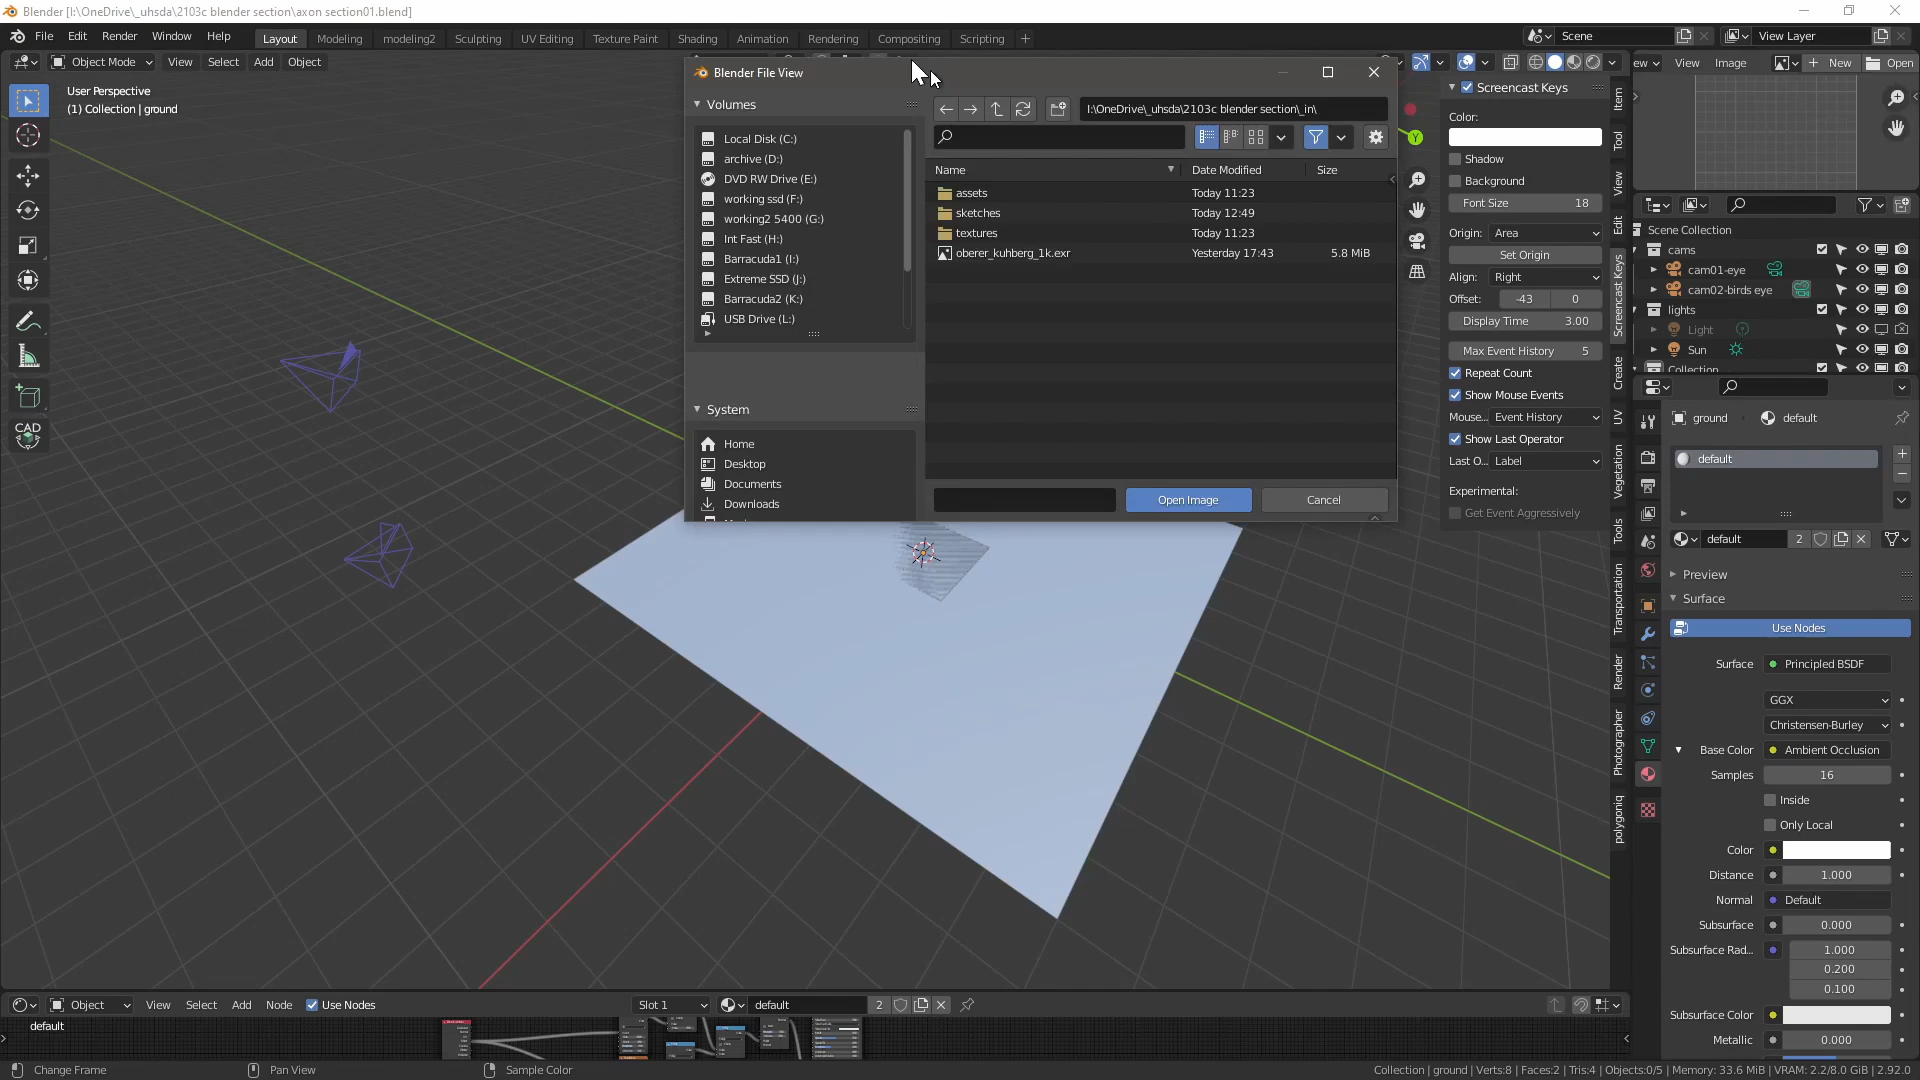 Blender [I:\OneDrive\_uhsda\2103c blender section\axon section01.blend]
File Edit Render Window Help
Layout Modeling modeling2 Sculpting UV Editing Texture Paint Shading Animation Rendering Compositing Scripting +
Scene
View Layer
Object Mode View Select Add Object
View Image New Open
User Perspective
(1) Collection | ground
CAD
Blender File View
Volumes
Local Disk (C:)
archive (D:)
DVD RW Drive (E:)
working ssd (F:)
working2 5400 (G:)
Int Fast (H:)
Barracuda1 (I:)
Extreme SSD (J:)
Barracuda2 (K:)
USB Drive (L:)
System
Home
Desktop
Documents
Downloads
I:\OneDrive\_uhsda\2103c blender section\_in\
Name Date Modified Size
assets Today 11:23
sketches Today 12:49
textures Today 11:23
oberer_kuhberg_1k.exr Yesterday 17:43 5.8 MiB
Open Image Cancel
Y
Screencast Keys
Color:
Shadow
Background
Font Size 18
Origin: Area
Set Origin
Align: Right
Offset: -43 0
Display Time 3.00
Max Event History 5
Repeat Count
Show Mouse Events
Mouse... Event History
Show Last Operator
Last O... Label
Experimental:
Get Event Aggressively
Item
Tool
View
Edit
Screencast Keys
Create
UV
Vegetation
Tools
Transportation
Render
Photographer
polygoniq
Scene Collection
cams
cam01-eye
cam02-birds eye
lights
Light
Sun
Collection
ground default
default
default 2
Preview
Surface
Use Nodes
Surface Principled BSDF
GGX
Christensen-Burley
Base Color Ambient Occlusion
Samples 16
Inside
Only Local
Color
Distance 1.000
Normal Default
Subsurface 0.000
Subsurface Rad... 1.000
0.200
0.100
Subsurface Color
Metallic 0.000
Object View Select Add Node Use Nodes
Slot 1 default 2
default
Change Frame Pan View Sample Color
Collection | ground | Verts:8 | Faces:2 | Tris:4 | Objects:0/5 | Memory: 33.6 MiB | VRAM: 2.2/8.0 GiB | 2.92.0